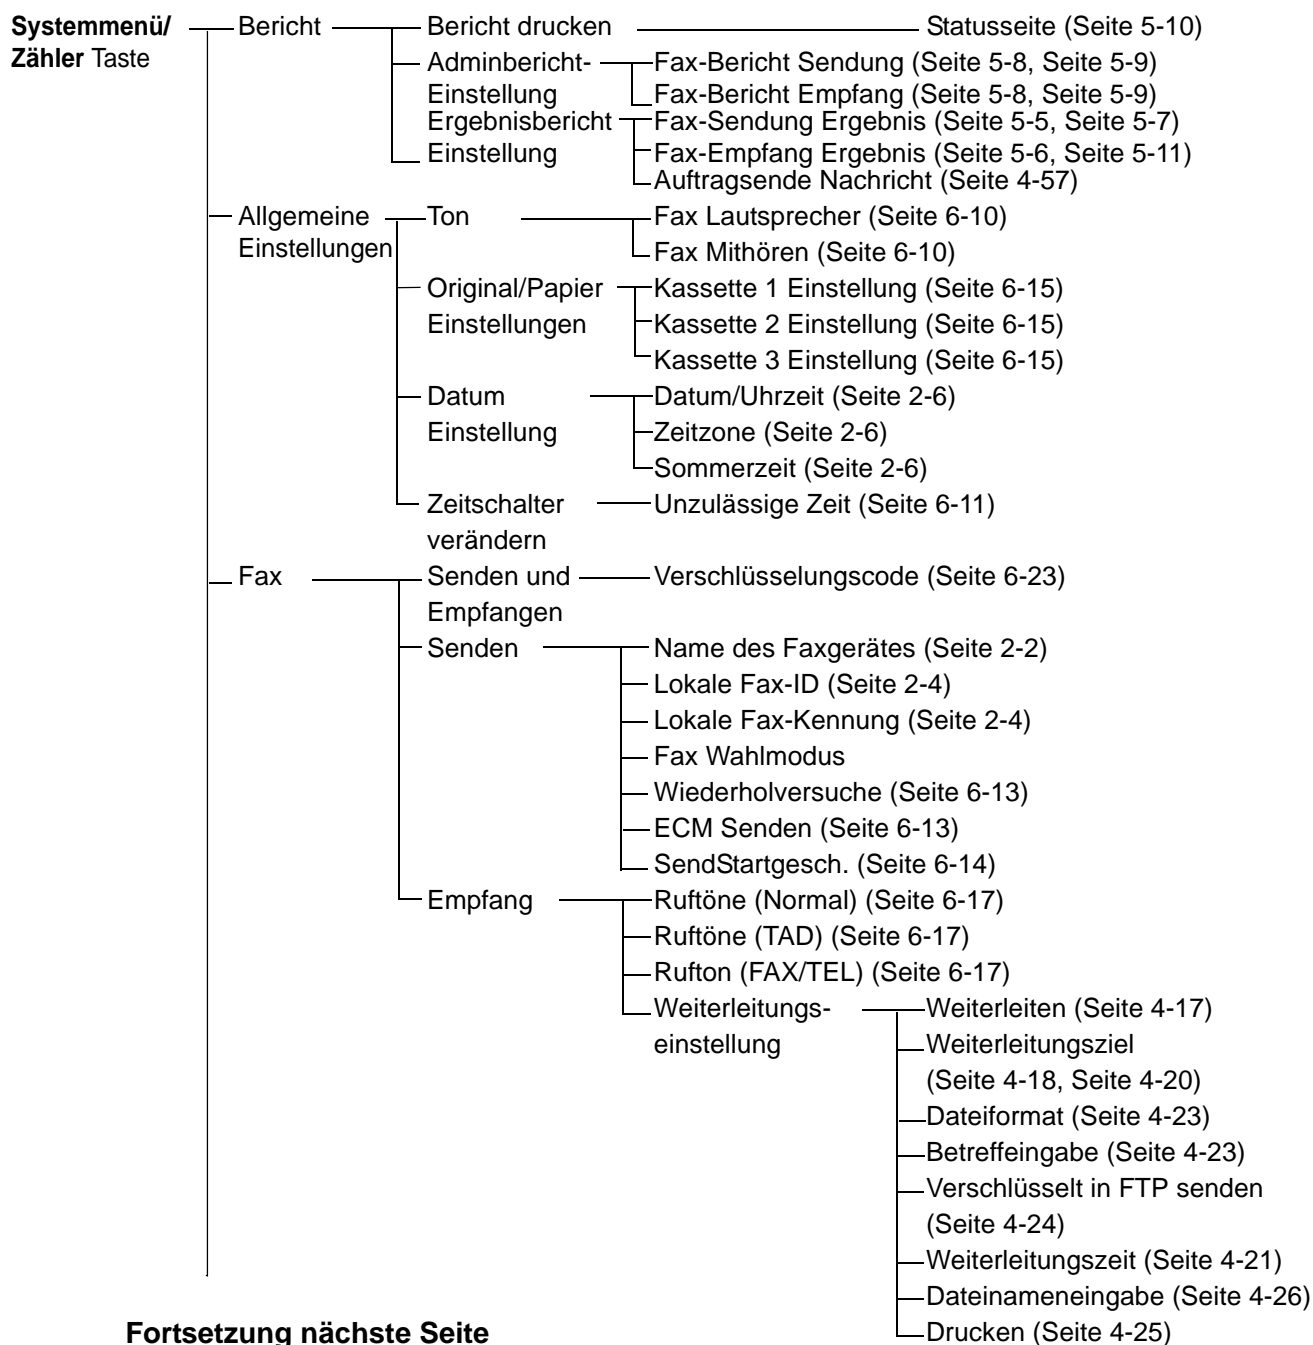 Systemmenü/ Bericht Bericht drucken Statusseite (Seite 5-10)
Zähler Taste Adminbericht- Fax-Bericht Sendung (Seite 5-8, Seite 5-9)
Einstellung Fax-Bericht Empfang (Seite 5-8, Seite 5-9)
Ergebnisbericht Fax-Sendung Ergebnis (Seite 5-5, Seite 5-7)
Einstellung Fax-Empfang Ergebnis (Seite 5-6, Seite 5-11)
Auftragsende Nachricht (Seite 4-57)
Allgemeine Ton Fax Lautsprecher (Seite 6-10)
Einstellungen Fax Mithören (Seite 6-10)
Original/Papier Kassette 1 Einstellung (Seite 6-15)
Einstellungen Kassette 2 Einstellung (Seite 6-15)
Kassette 3 Einstellung (Seite 6-15)
Datum Datum/Uhrzeit (Seite 2-6)
Einstellung Zeitzone (Seite 2-6)
Sommerzeit (Seite 2-6)
Zeitschalter Unzulässige Zeit (Seite 6-11)
verändern
Fax Senden und Verschlüsselungscode (Seite 6-23)
Empfangen
Senden Name des Faxgerätes (Seite 2-2)
Lokale Fax-ID (Seite 2-4)
Lokale Fax-Kennung (Seite 2-4)
Fax Wahlmodus
Wiederholversuche (Seite 6-13)
ECM Senden (Seite 6-13)
SendStartgesch. (Seite 6-14)
Empfang Ruftöne (Normal) (Seite 6-17)
Ruftöne (TAD) (Seite 6-17)
Rufton (FAX/TEL) (Seite 6-17)
Weiterleitungs- Weiterleiten (Seite 4-17)
einstellung Weiterleitungsziel
(Seite 4-18, Seite 4-20)
Dateiformat (Seite 4-23)
Betreffeingabe (Seite 4-23)
Verschlüsselt in FTP senden
(Seite 4-24)
Weiterleitungszeit (Seite 4-21)
Dateinameneingabe (Seite 4-26)
Fortsetzung nächste Seite Drucken (Seite 4-25)